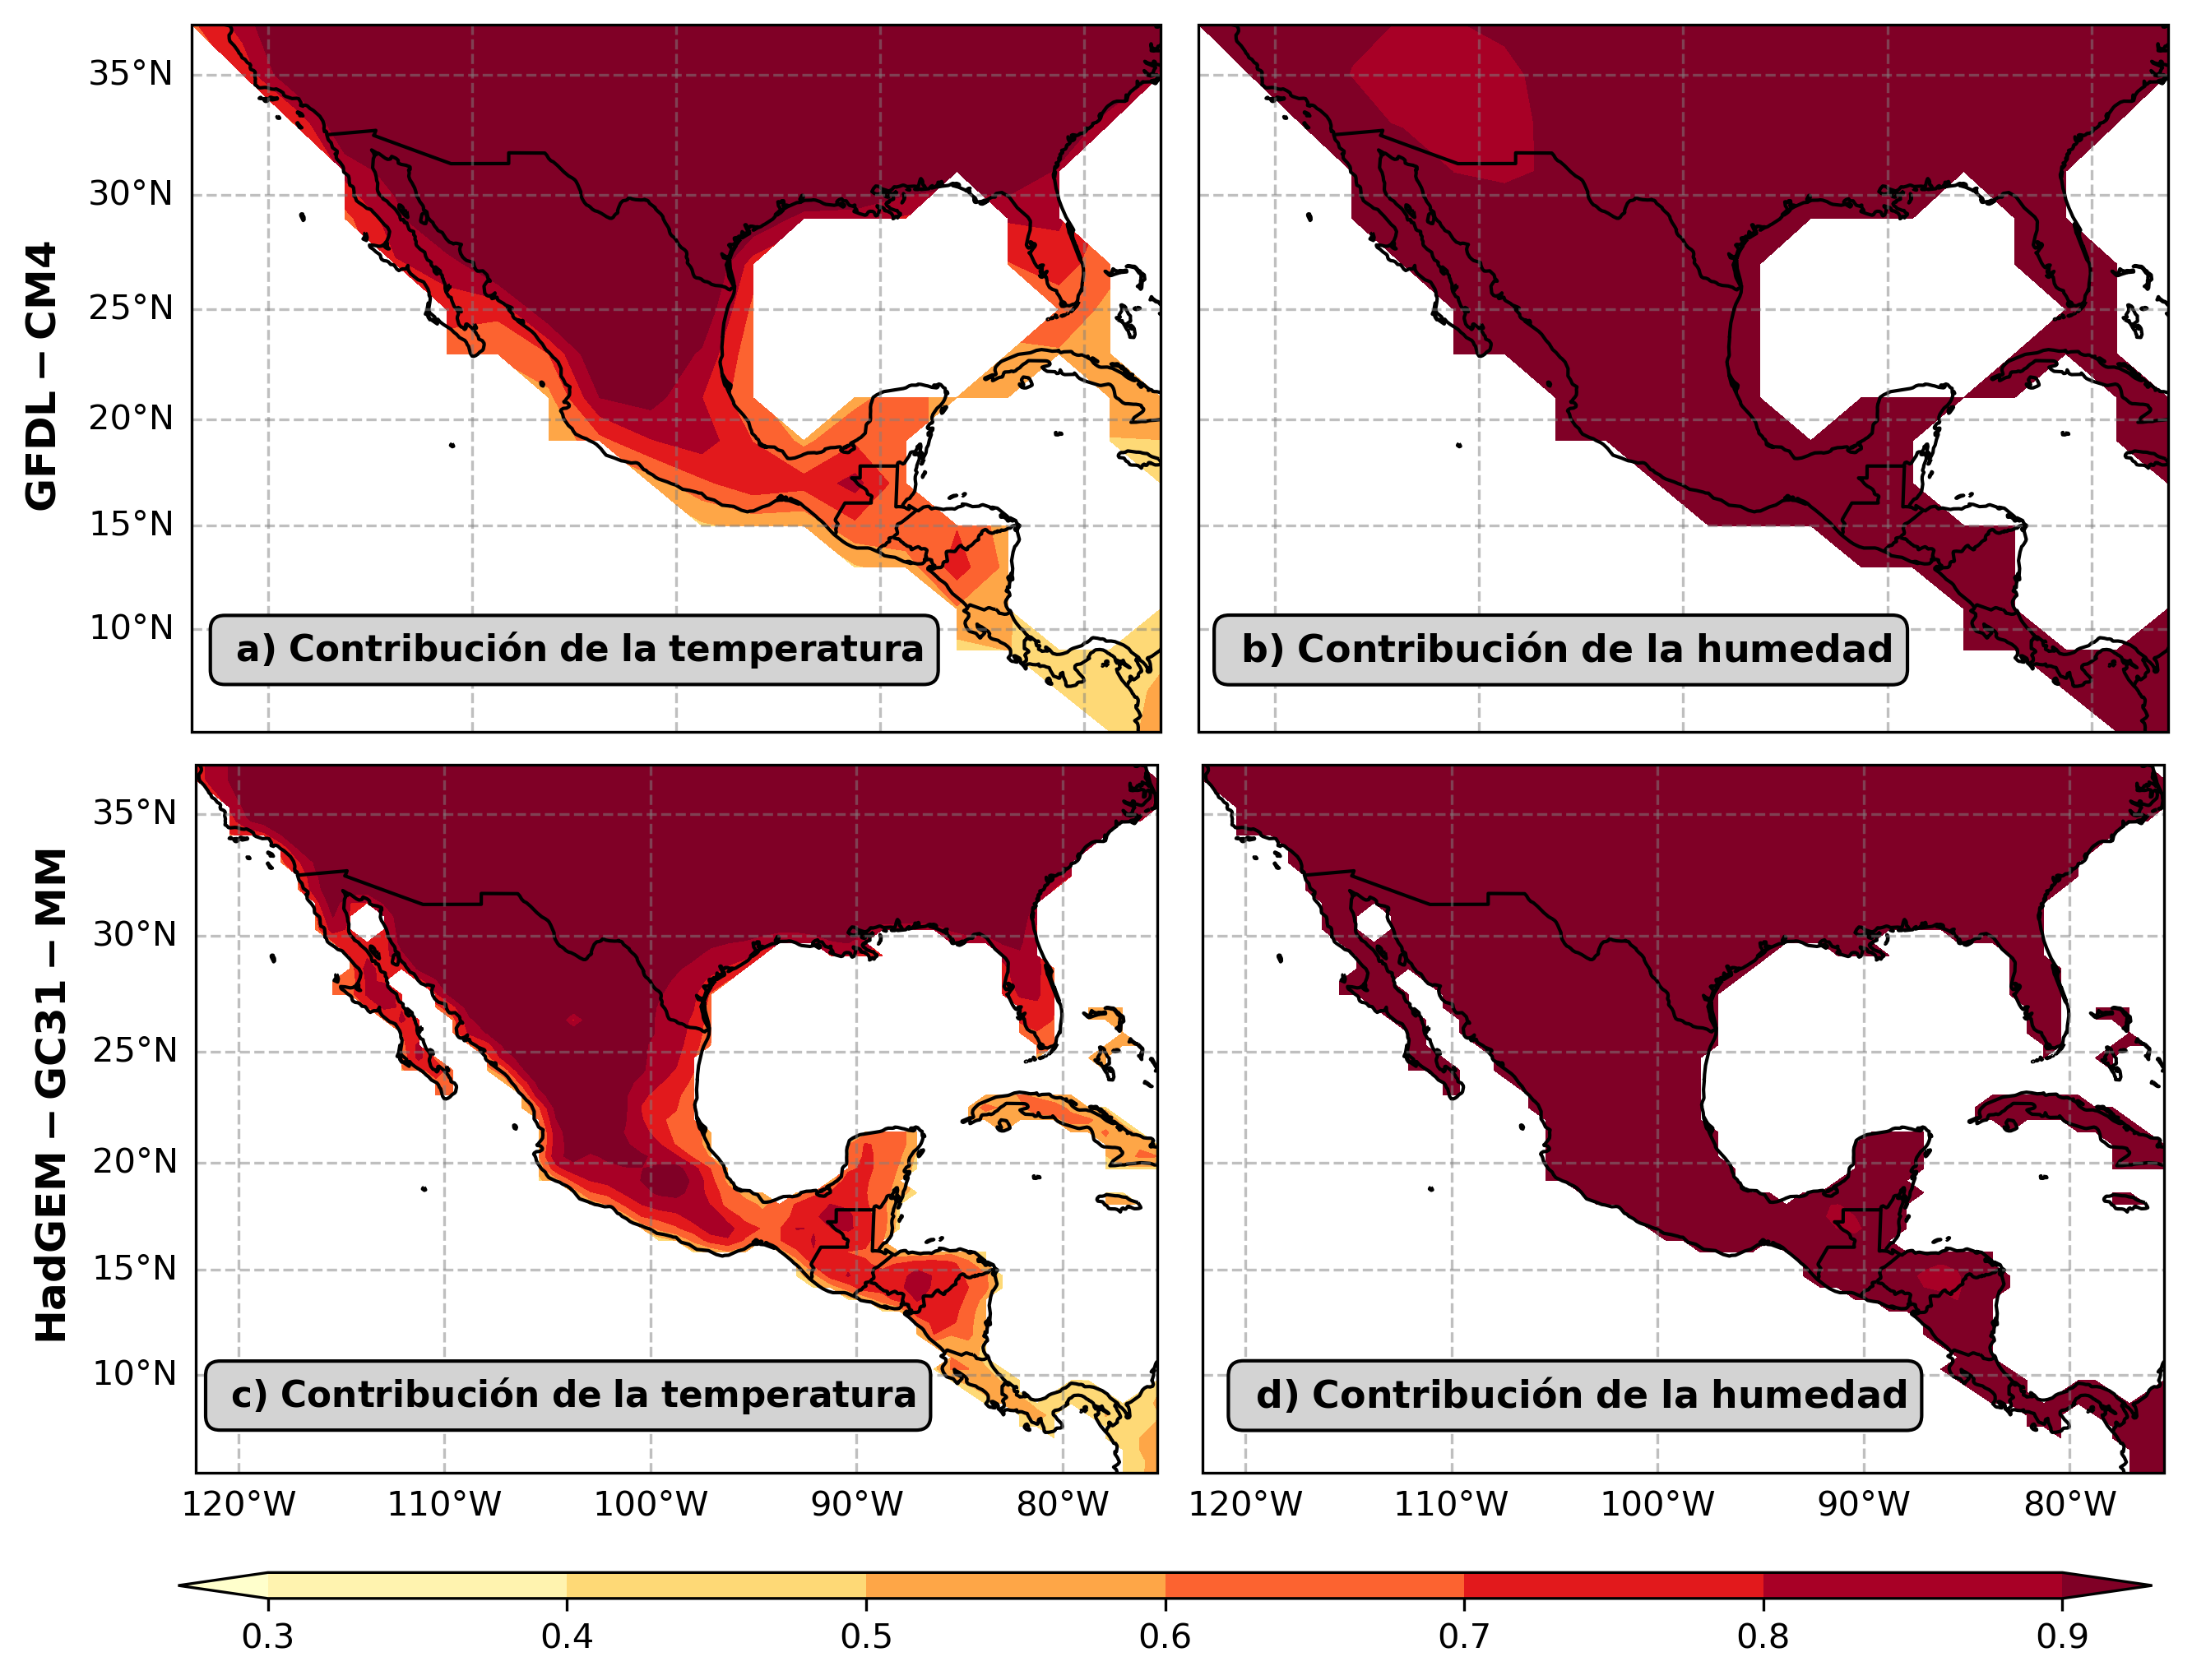 GFDL − CM4
35°N
30°N
25°N
20°N
15°N
10°N
a) Contribución de la temperatura
b) Contribución de la humedad
HadGEM − GC31 − MM
35°N
30°N
25°N
20°N
15°N
10°N
c) Contribución de la temperatura
d) Contribución de la humedad
120°W 110°W 100°W 90°W 80°W 120°W 110°W 100°W 90°W 80°W
0.3 0.4 0.5 0.6 0.7 0.8 0.9